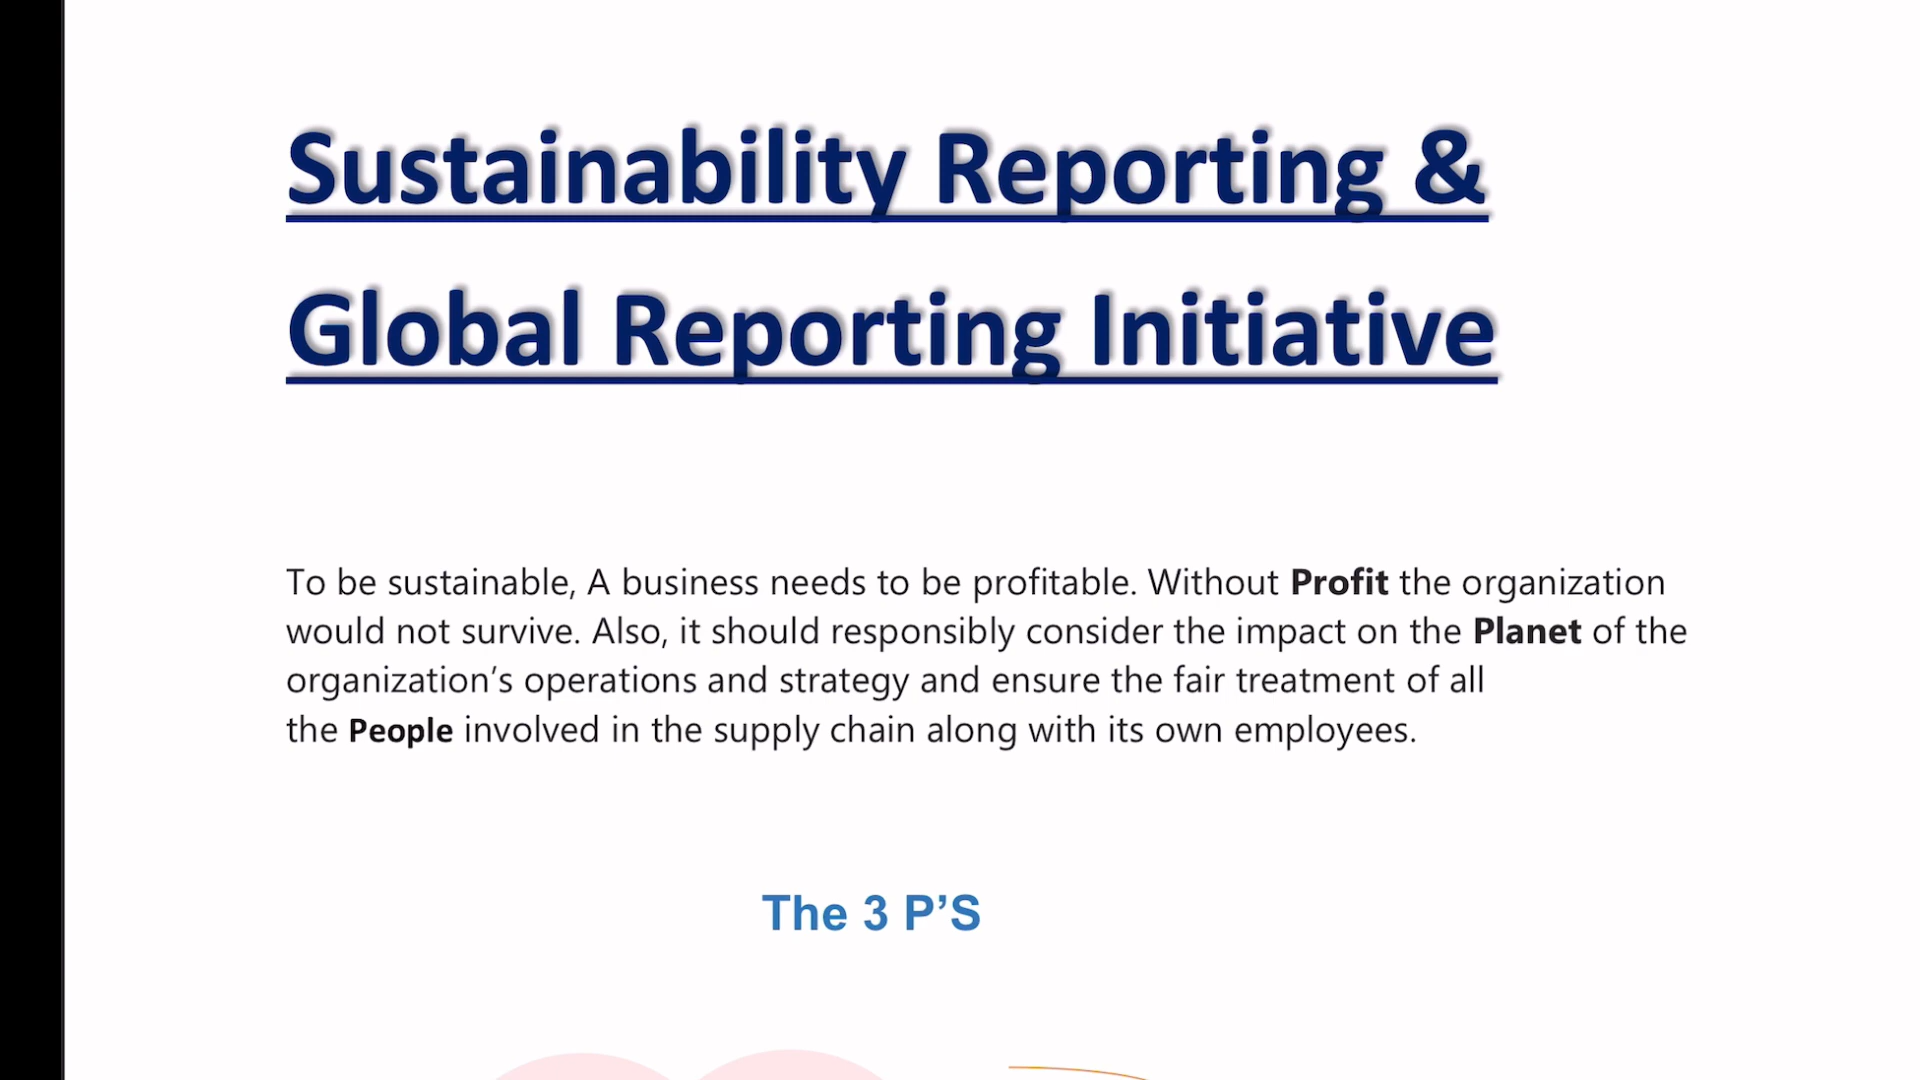 Sustainability Reporting &
Global Reporting Initiative
To be sustainable, A business needs to be profitable. Without Profit the organization
would not survive. Also, it should responsibly consider the impact on the Planet of the
organization’s operations and strategy and ensure the fair treatment of all
the People involved in the supply chain along with its own employees.
The 3 P’S